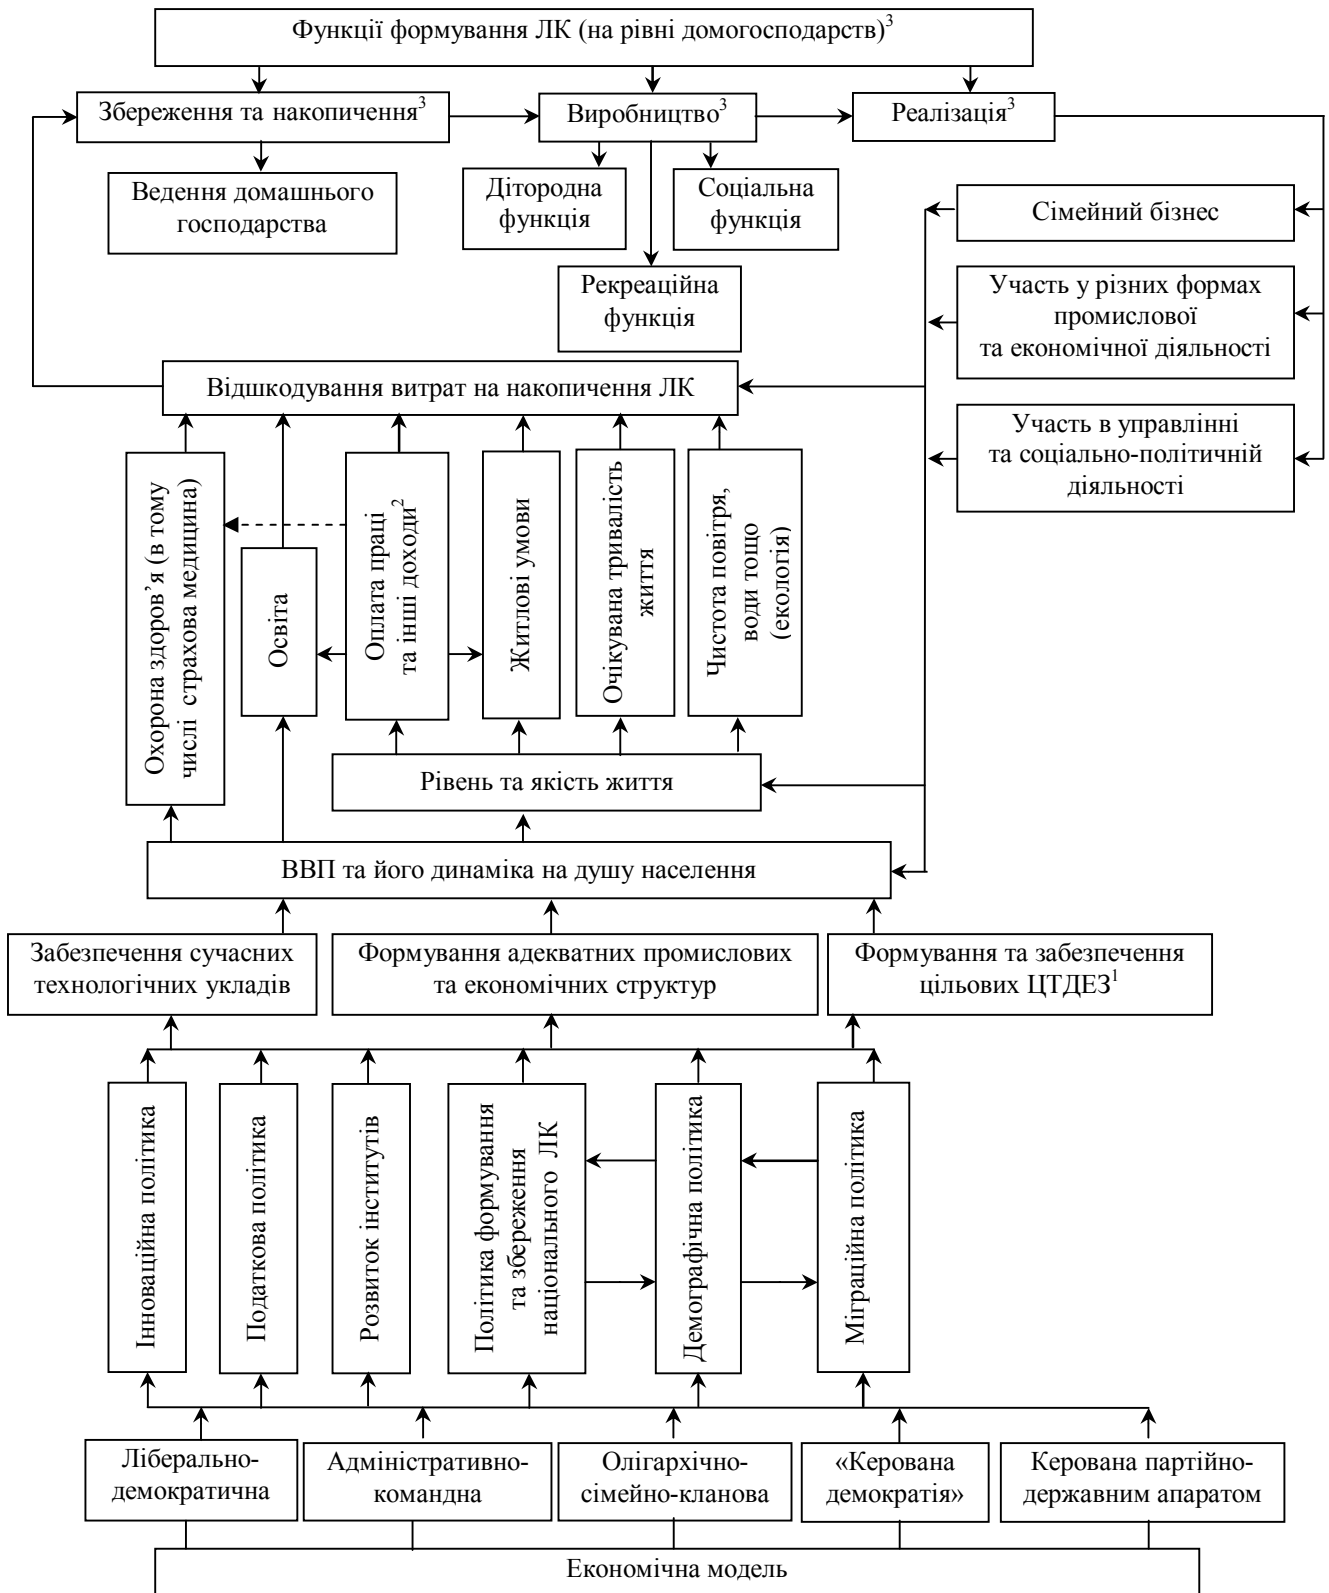 Функції формування ЛК (на рівні домогосподарств)³
Збереження та накопичення³
Виробництво³
Реалізація³
Ведення домашнього
господарства
Дітородна
функція
Соціальна
функція
Рекреаційна
функція
Сімейний бізнес
Участь у різних формах
промислової
та економічної діяльності
Участь в управлінні
та соціально-політичній
діяльності
Відшкодування витрат на накопичення ЛК
Охорона здоров’я (в тому
числі страхова медицина)
Освіта
Оплата праці
та інші доходи²
Житлові умови
Очікувана тривалість
життя
Чистота повітря,
води тощо
(екологія)
Рівень та якість життя
ВВП та його динаміка на душу населення
Забезпечення сучасних
технологічних укладів
Формування адекватних промислових
та економічних структур
Формування та забезпечення
цільових ЦТДЕЗ¹
Інноваційна політика
Податкова політика
Розвиток інститутів
Політика формування
та збереження
національного ЛК
Демографічна політика
Міграційна політика
Ліберально-
демократична
Адміністративно-
командна
Олігархічно-
сімейно-кланова
«Керована
демократія»
Керована партійно-
державним апаратом
Економічна модель